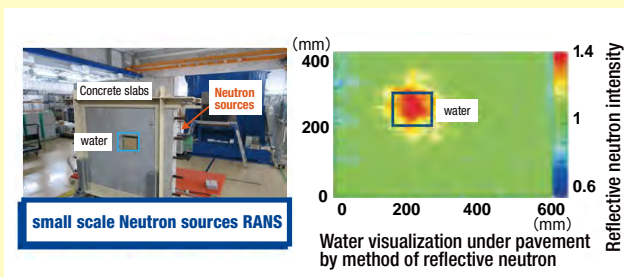 Concrete slabs
Neutron
sources
water
small scale Neutron sources RANS
(mm)
400
200
0
water
0
200
600
(mm)
1.4
1
0.6
Reflective neutron intensity
Water visualization under pavement
by method of reflective neutron